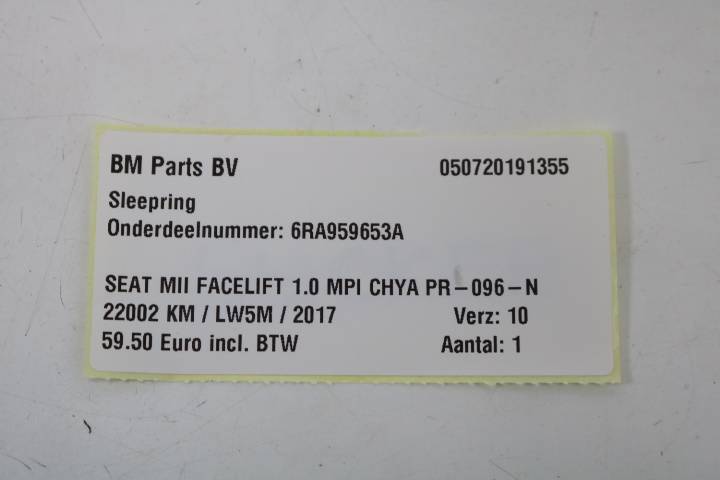 BM Parts BV 050720191355
Sleepring
Onderdeelnummer: 6RA959653A
SEAT MII FACELIFT 1.0 MPI CHYA PR-096-N
22002 KM / LW5M / 2017 Verz: 10
59.50 Euro incl. BTW Aantal: 1